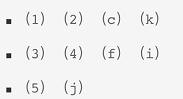 ▪ (1) (2) (c) (k)
▪ (3) (4) (f) (i)
▪ (5) (j)